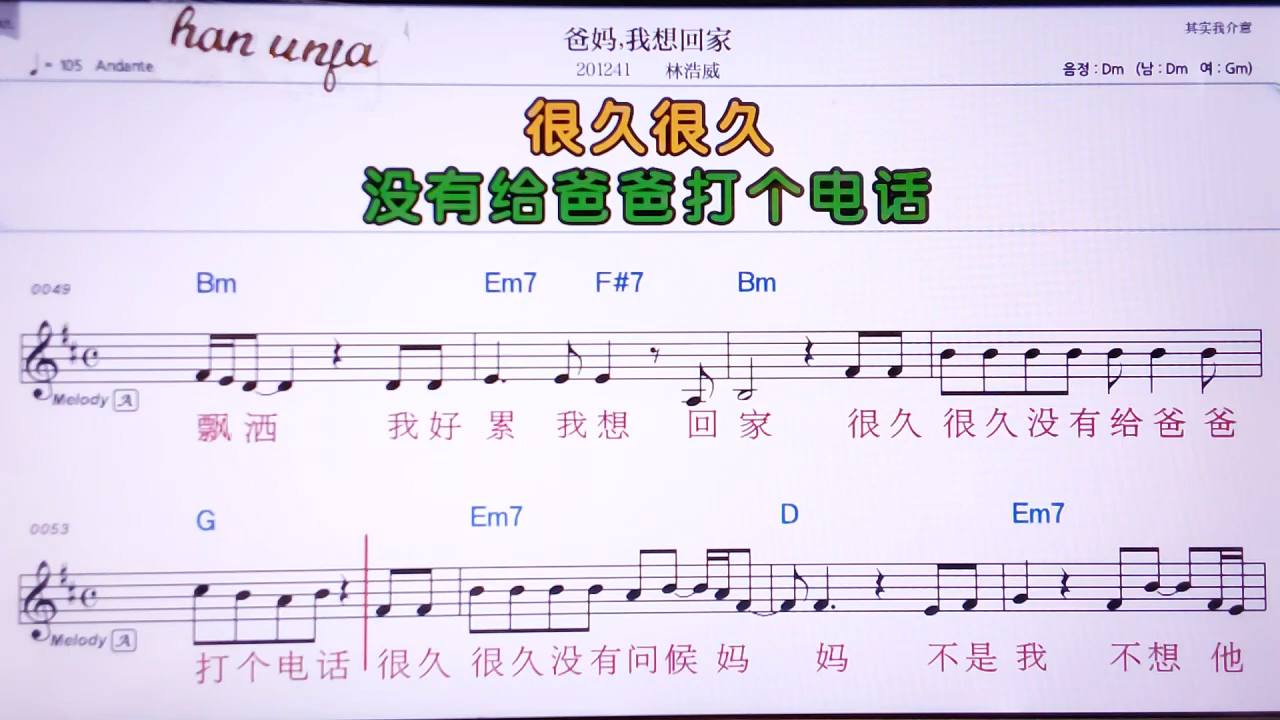 han unfa
爸妈,我想回家
其实我介意
♩= 105 Andante
201241 林浩威
음정 : Dm (남 : Dm 여 : Gm)
很久很久
没有给爸爸打个电话
0049 Bm Em7 F#7 Bm
Melody A
飘洒 我好累 我想 回家 很久很久没有给爸爸
0053 G Em7 D Em7
Melody A
打个电话很久很久没有问候妈 妈 不是我 不想他